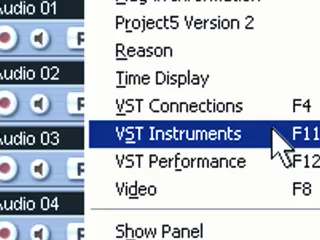 Audio 01
Project5 Version 2
Reason
Audio 02
Time Display
VST Connections F4
VST Instruments F11
Audio 03
VST Performance F12
Video F8
Audio 04
Show Panel